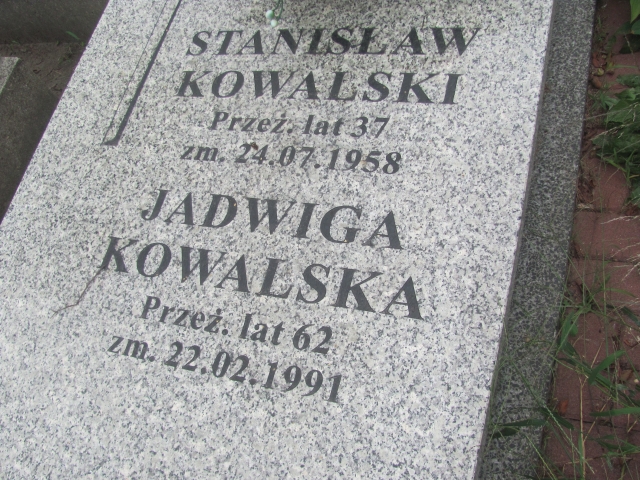 STANISŁAW
KOWALSKI
Przeż. lat 37
zm. 24.07.1958
JADWIGA
KOWALSKA
Przeż. lat 62
zm. 22.02.1991